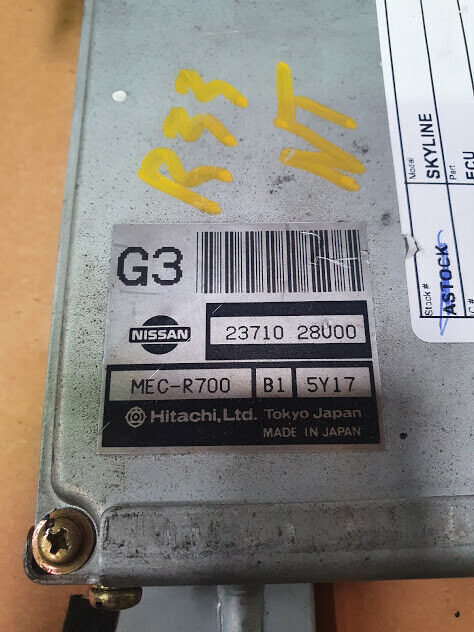 R33 NT
Model
SKYLINE
Part
ECU
Stock #
ASTOCK
G3
NISSAN
23710 28U00
MEC-R700 B1 5Y17
Hitachi, Ltd. Tokyo Japan
MADE IN JAPAN